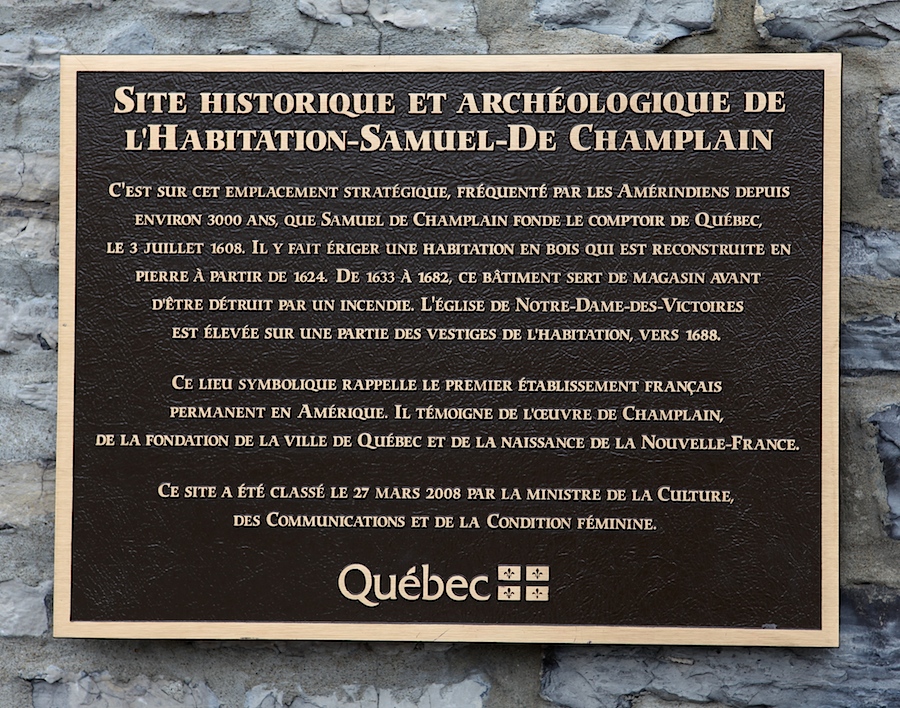 Site historique et archéologique de
l'Habitation-Samuel-De Champlain
C'est sur cet emplacement stratégique, fréquenté par les Amérindiens depuis
environ 3000 ans, que Samuel de Champlain fonde le comptoir de Québec,
le 3 juillet 1608. Il y fait ériger une habitation en bois qui est reconstruite en
pierre à partir de 1624. De 1633 à 1682, ce bâtiment sert de magasin avant
d'être détruit par un incendie. L'église de Notre-Dame-des-Victoires
est élevée sur une partie des vestiges de l'habitation, vers 1688.
Ce lieu symbolique rappelle le premier établissement français
permanent en Amérique. Il témoigne de l'œuvre de Champlain,
de la fondation de la ville de Québec et de la naissance de la Nouvelle-France.
Ce site a été classé le 27 mars 2008 par la ministre de la Culture,
des Communications et de la Condition féminine.
Québec